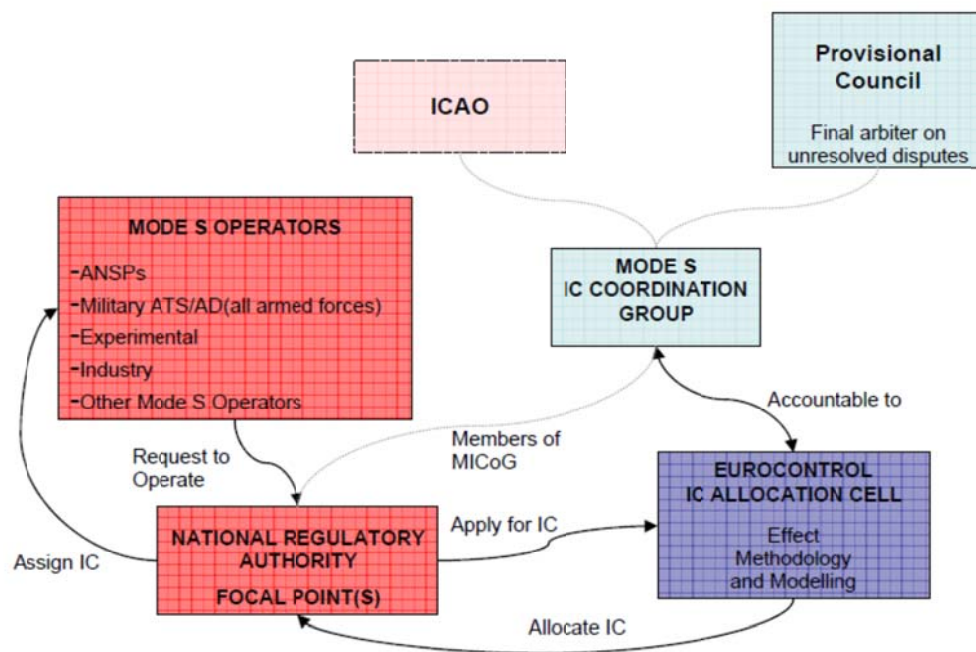 ICAO
Provisional
Council
Final arbiter on
unresolved disputes
MODE S OPERATORS
-ANSPs
-Military ATS/AD(all armed forces)
-Experimental
-Industry
-Other Mode S Operators
MODE S
IC COORDINATION
GROUP
Request to
Operate
Members of
MICoG
Accountable to
EUROCONTROL
IC ALLOCATION CELL
Effect
Methodology
and Modelling
NATIONAL REGULATORY
AUTHORITY
FOCAL POINT(S)
Apply for IC
Assign IC
Allocate IC